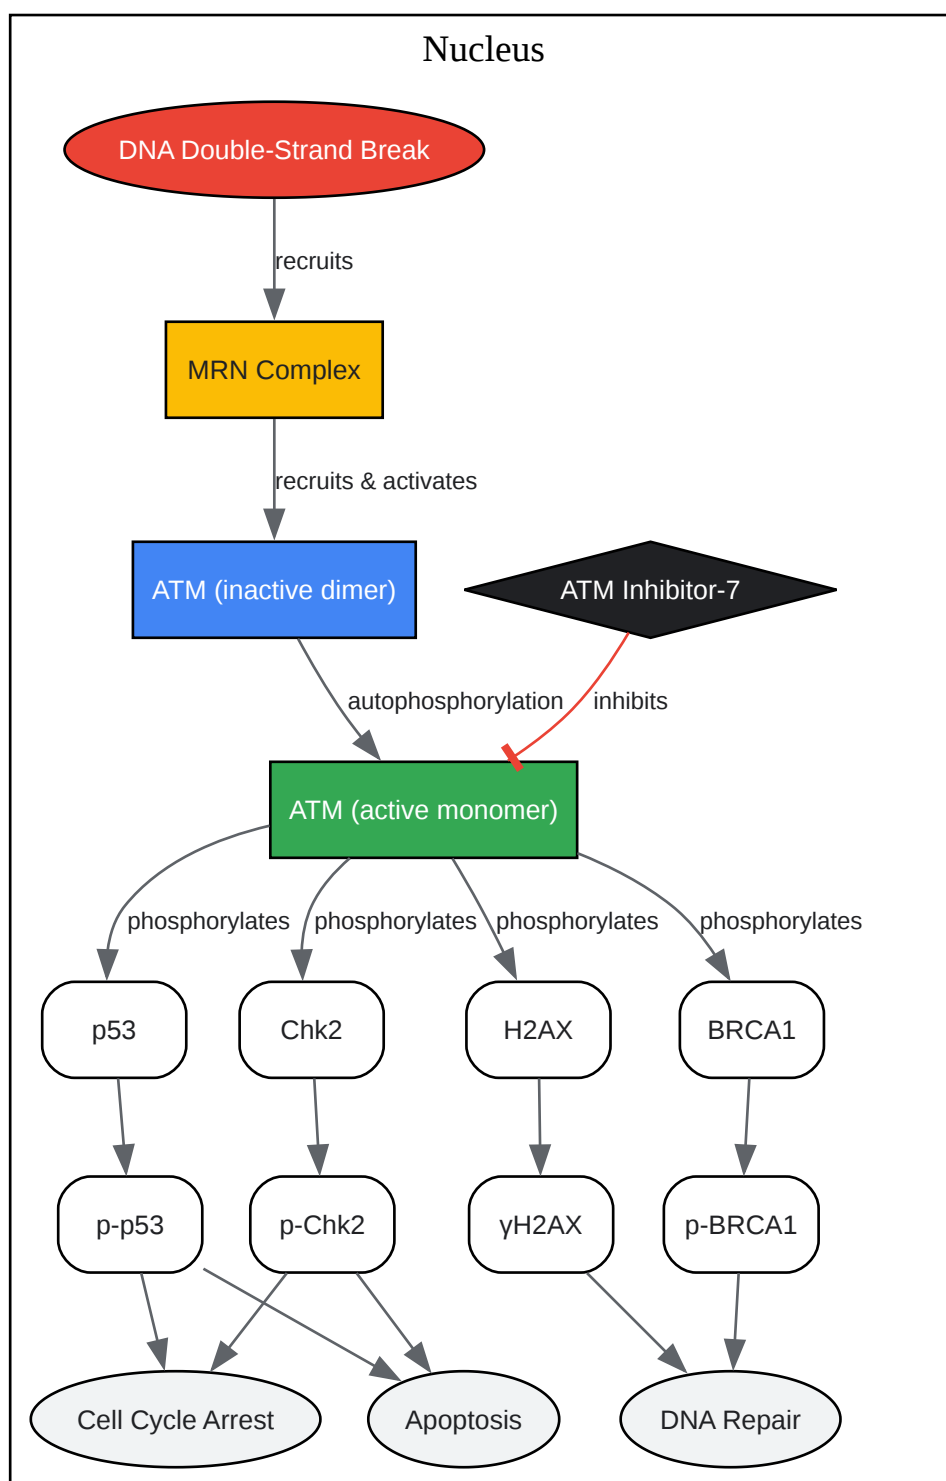 Nucleus
DNA Double-Strand Break
recruits
MRN Complex
recruits & activates
ATM (inactive dimer)
ATM Inhibitor-7
autophosphorylation
inhibits
ATM (active monomer)
phosphorylates
phosphorylates
phosphorylates
phosphorylates
p53
Chk2
H2AX
BRCA1
p-p53
p-Chk2
γH2AX
p-BRCA1
Cell Cycle Arrest
Apoptosis
DNA Repair